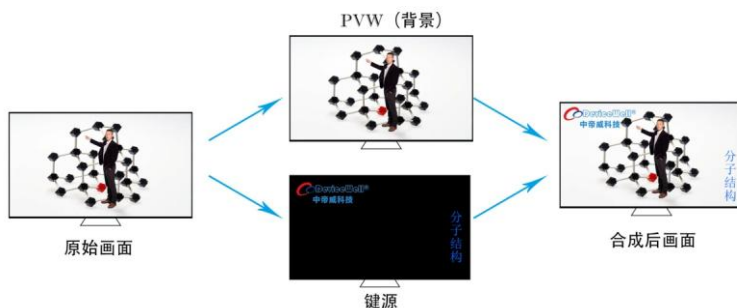 PVW（背景）
原始画面
DeviceWell®
中帝威科技
分子结构
键源
DeviceWell®
中帝威科技
分子结构
合成后画面